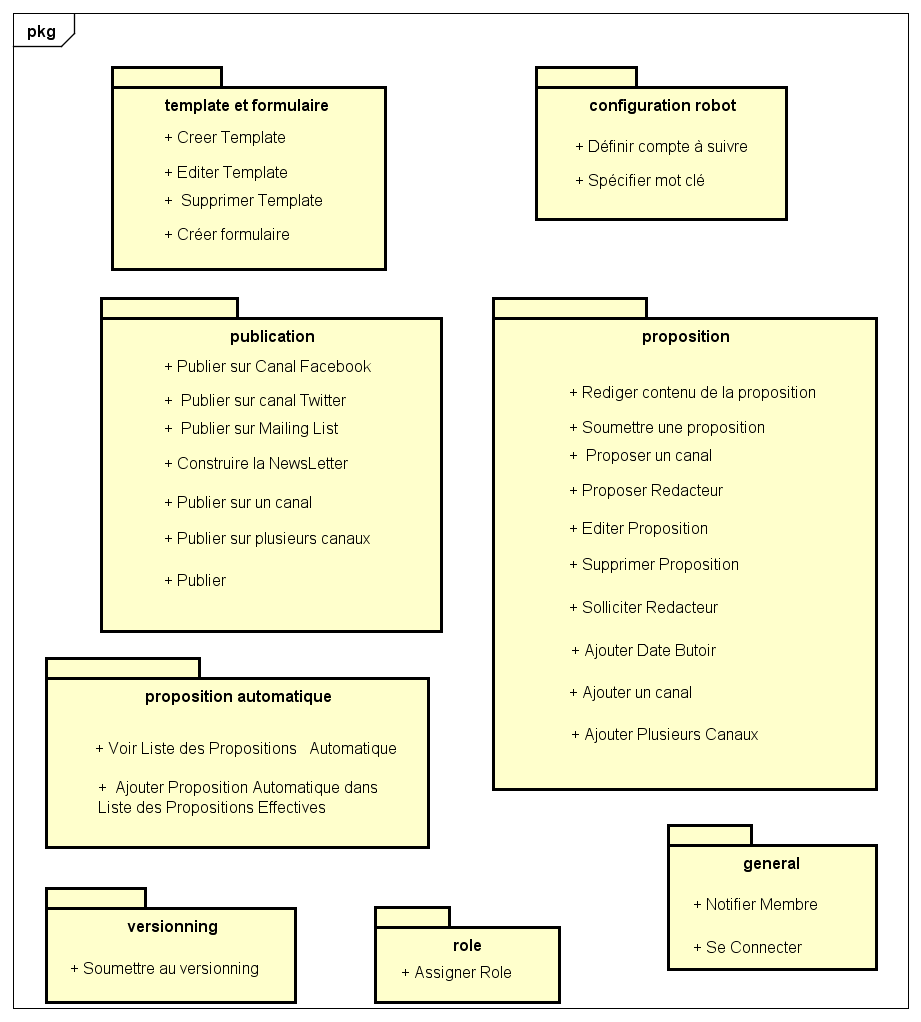 pkg
template et formulaire
+ Creer Template
+ Editer Template
+ Supprimer Template
+ Créer formulaire
configuration robot
+ Définir compte à suivre
+ Spécifier mot clé
publication
+ Publier sur Canal Facebook
+ Publier sur canal Twitter
+ Publier sur Mailing List
+ Construire la NewsLetter
+ Publier sur un canal
+ Publier sur plusieurs canaux
+ Publier
proposition
+ Rediger contenu de la proposition
+ Soumettre une proposition
+ Proposer un canal
+ Proposer Redacteur
+ Editer Proposition
+ Supprimer Proposition
+ Solliciter Redacteur
+ Ajouter Date Butoir
+ Ajouter un canal
+ Ajouter Plusieurs Canaux
proposition automatique
+ Voir Liste des Propositions Automatique
+ Ajouter Proposition Automatique dans
Liste des Propositions Effectives
general
+ Notifier Membre
+ Se Connecter
versionning
+ Soumettre au versionning
role
+ Assigner Role